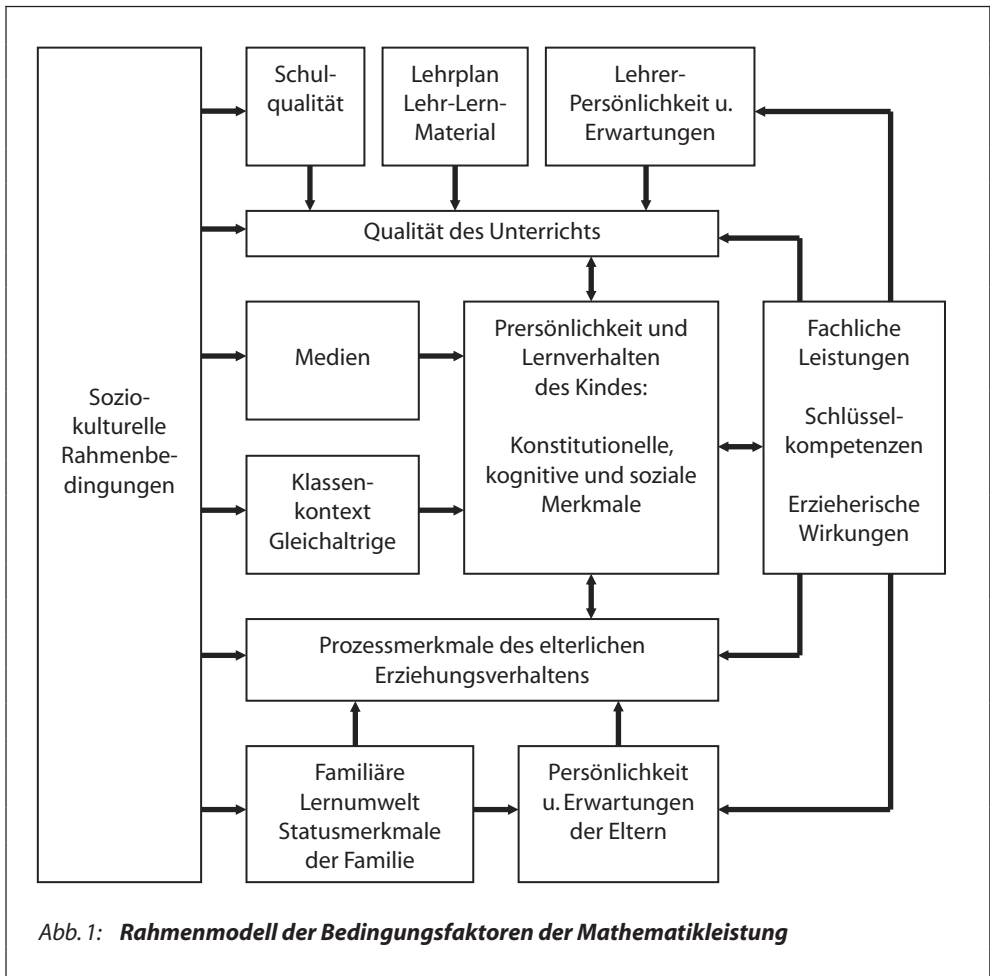 Schul-
qualität
Lehrplan
Lehr-Lern-
Material
Lehrer-
Persönlichkeit u.
Erwartungen
Qualität des Unterrichts
Sozio-
kulturelle
Rahmenbe-
dingungen
Medien
Klassen-
kontext
Gleichaltrige
Prersönlichkeit und
Lernverhalten
des Kindes:
Konstitutionelle,
kognitive und soziale
Merkmale
Fachliche
Leistungen
Schlüssel-
kompetenzen
Erzieherische
Wirkungen
Prozessmerkmale des elterlichen
Erziehungsverhaltens
Familiäre
Lernumwelt
Statusmerkmale
der Familie
Persönlichkeit
u. Erwartungen
der Eltern
Abb. 1: Rahmenmodell der Bedingungsfaktoren der Mathematikleistung